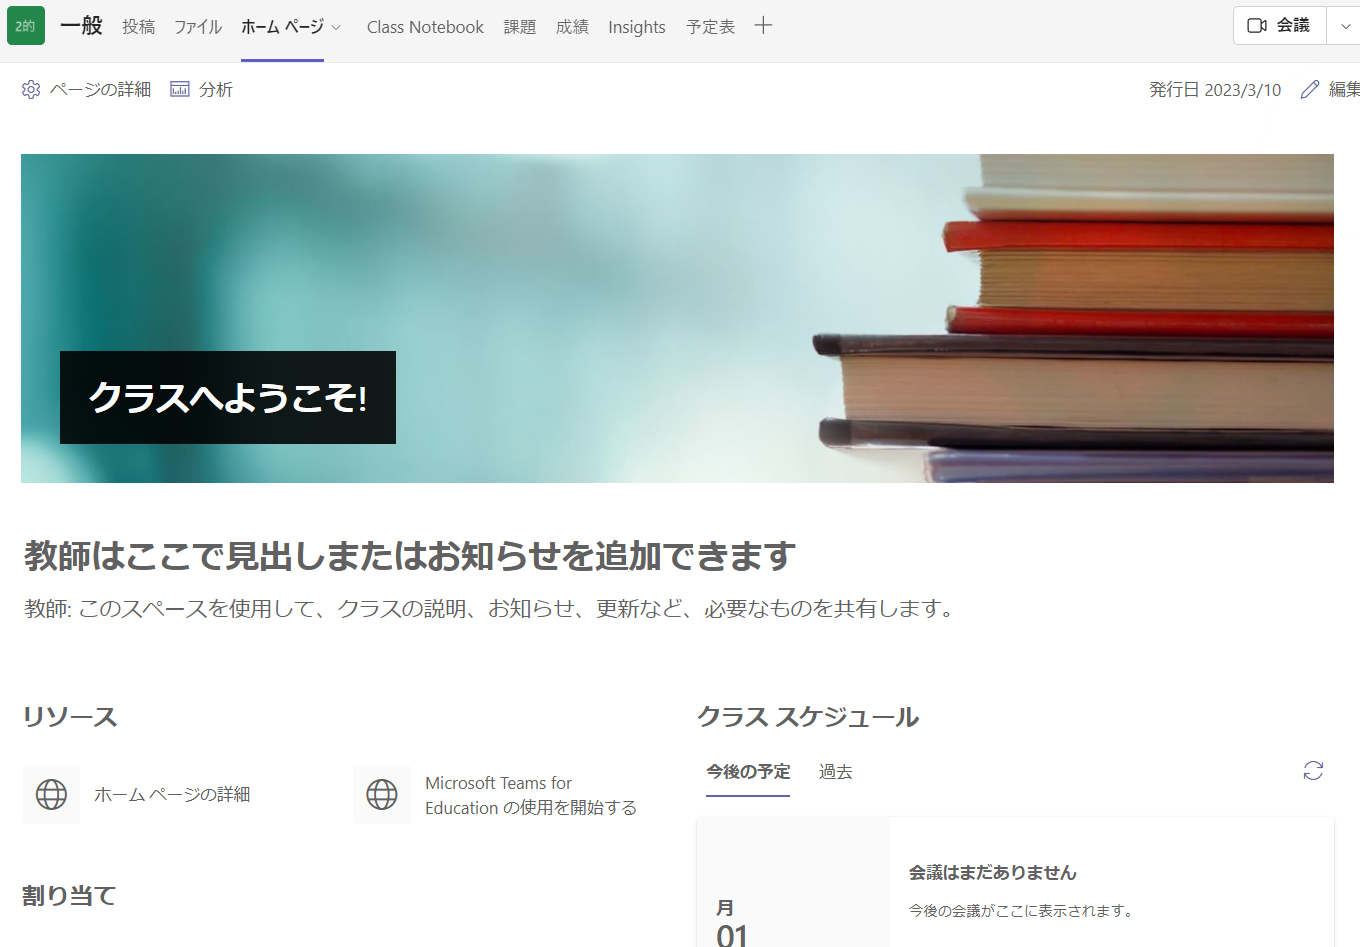 2的 一般 投稿 ファイル ホーム ページ Class Notebook 課題 成績 Insights 予定表 会議
ページの詳細 分析 発行日 2023/3/10 編集
クラスへようこそ!
教師はここで見出しまたはお知らせを追加できます
教師: このスペースを使用して、クラスの説明、お知らせ、更新など、必要なものを共有します。
リソース
ホーム ページの詳細
Microsoft Teams for
Education の使用を開始する
割り当て
クラス スケジュール
今後の予定 過去
月
01
会議はまだありません
今後の会議がここに表示されます。